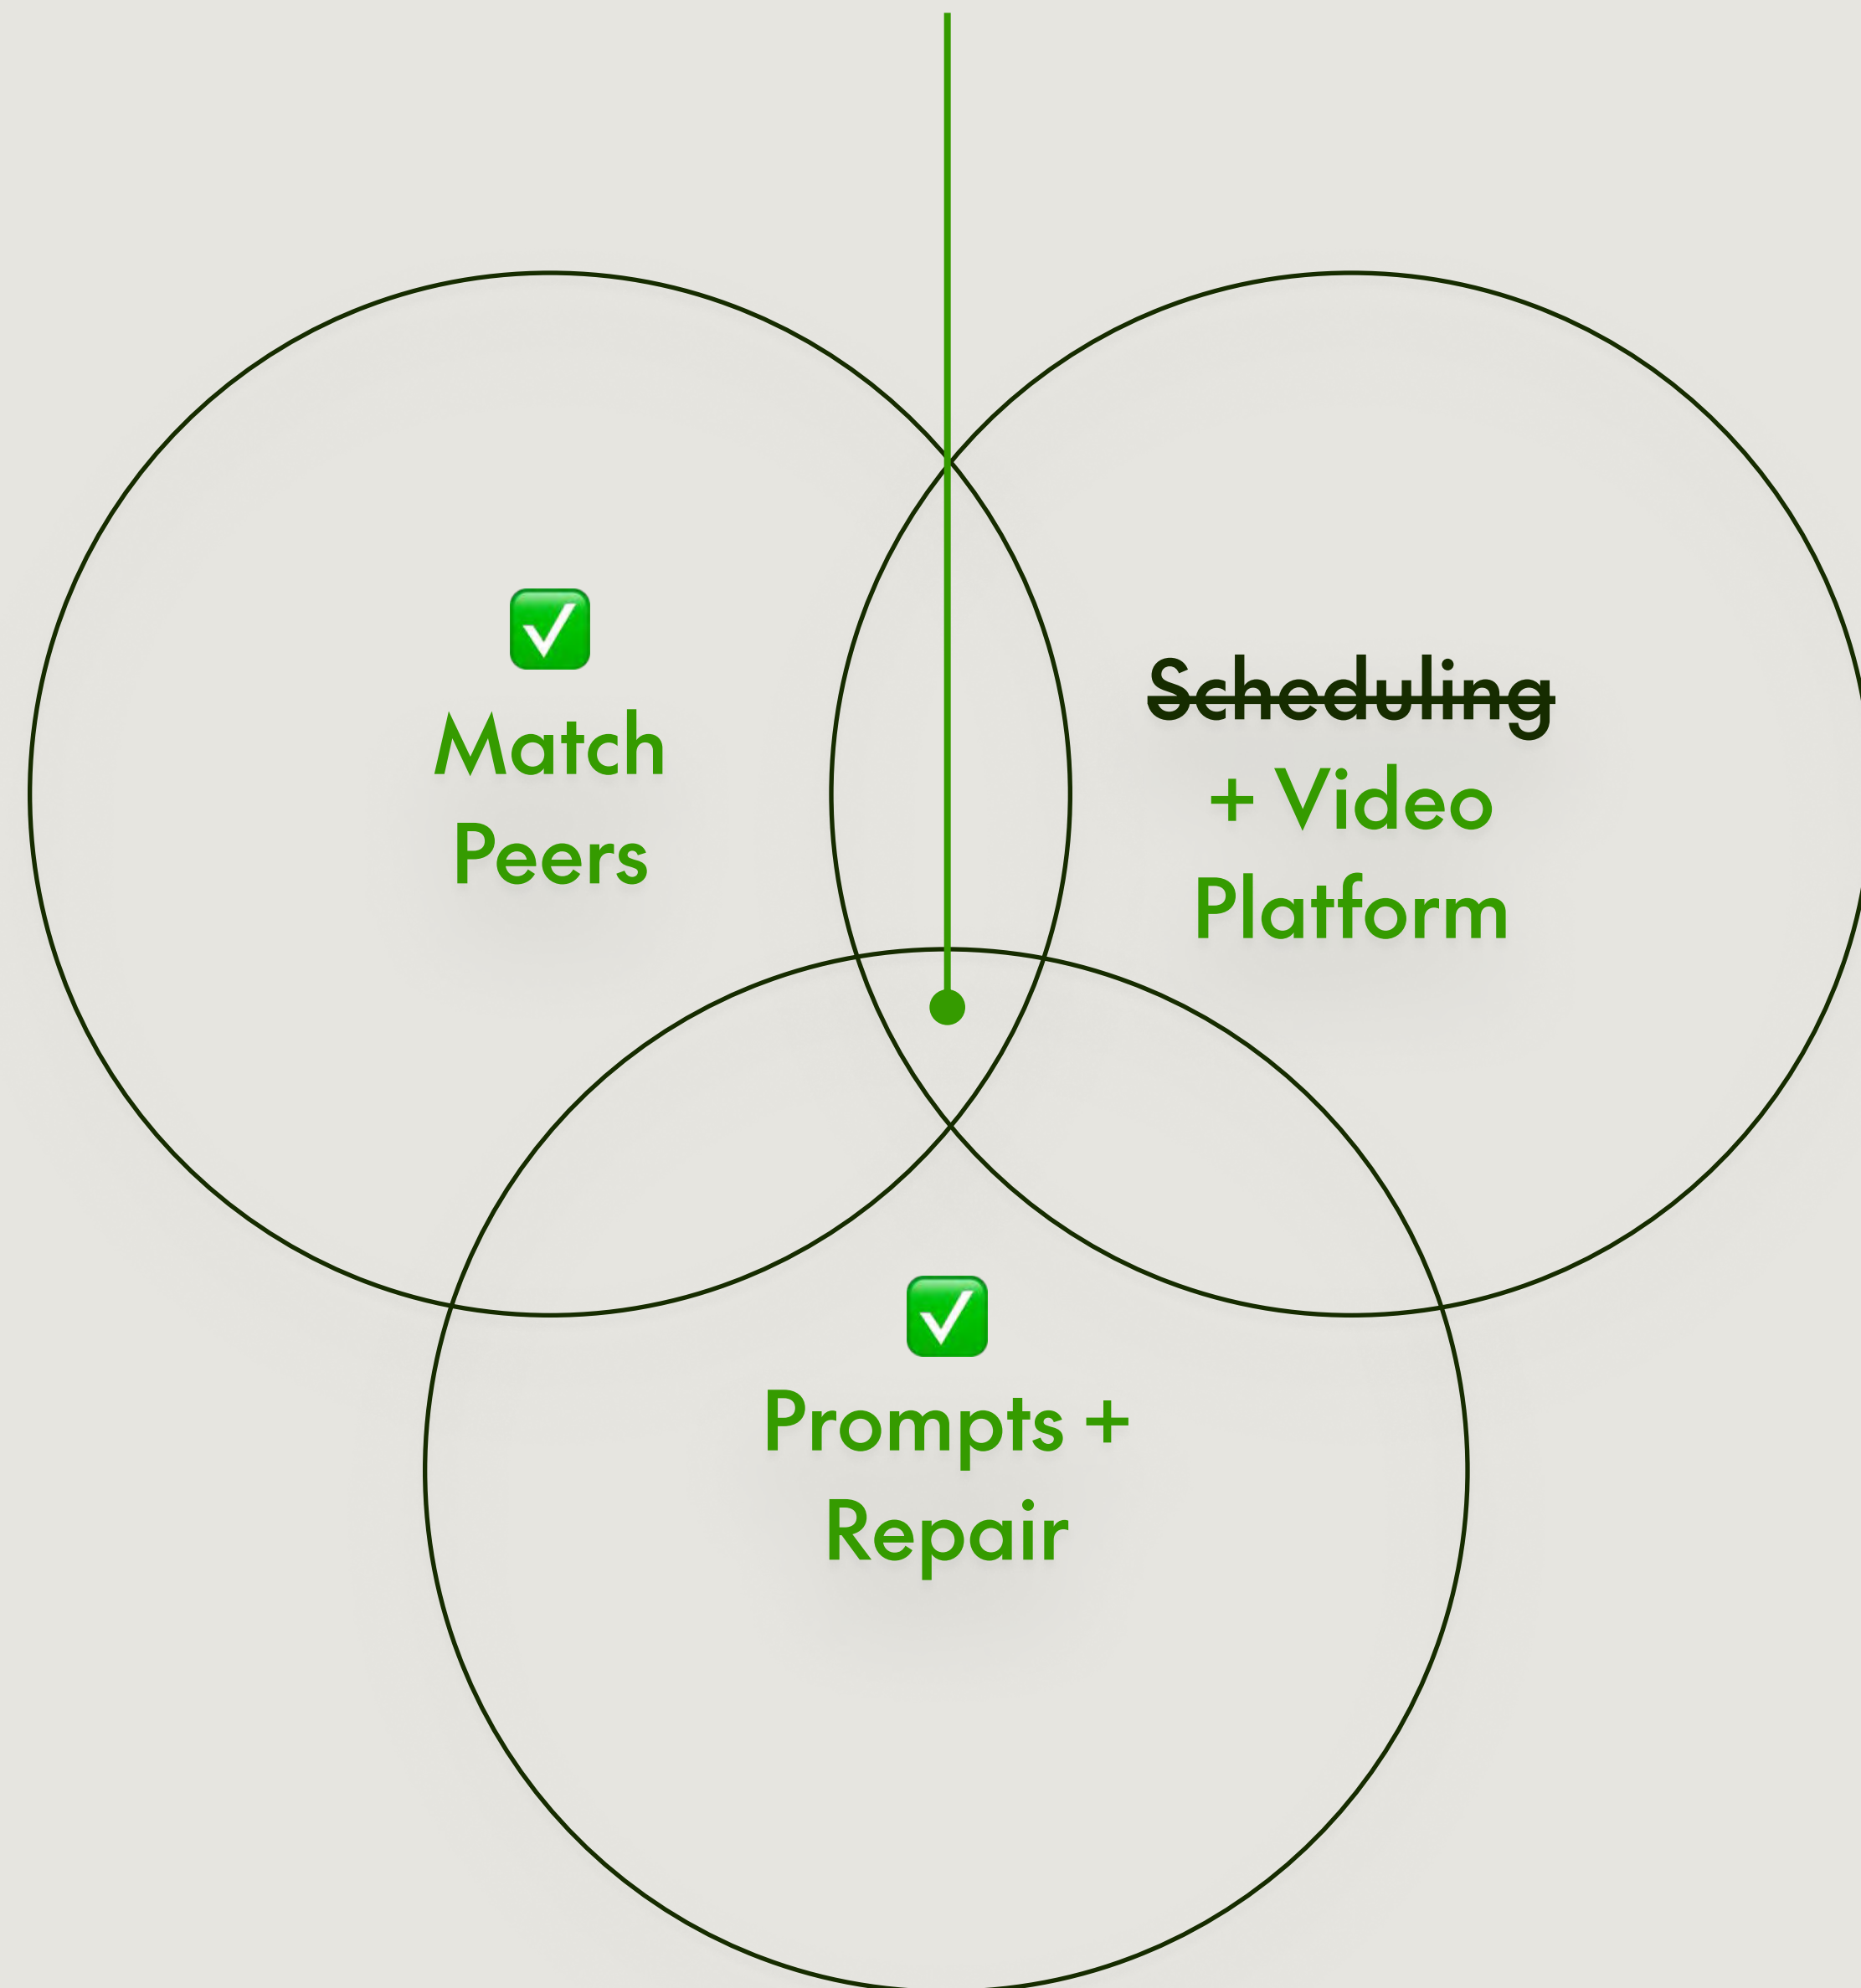 ✅
Match
Peers
Scheduling
+ Video
Platform
✅
Prompts +
Repair